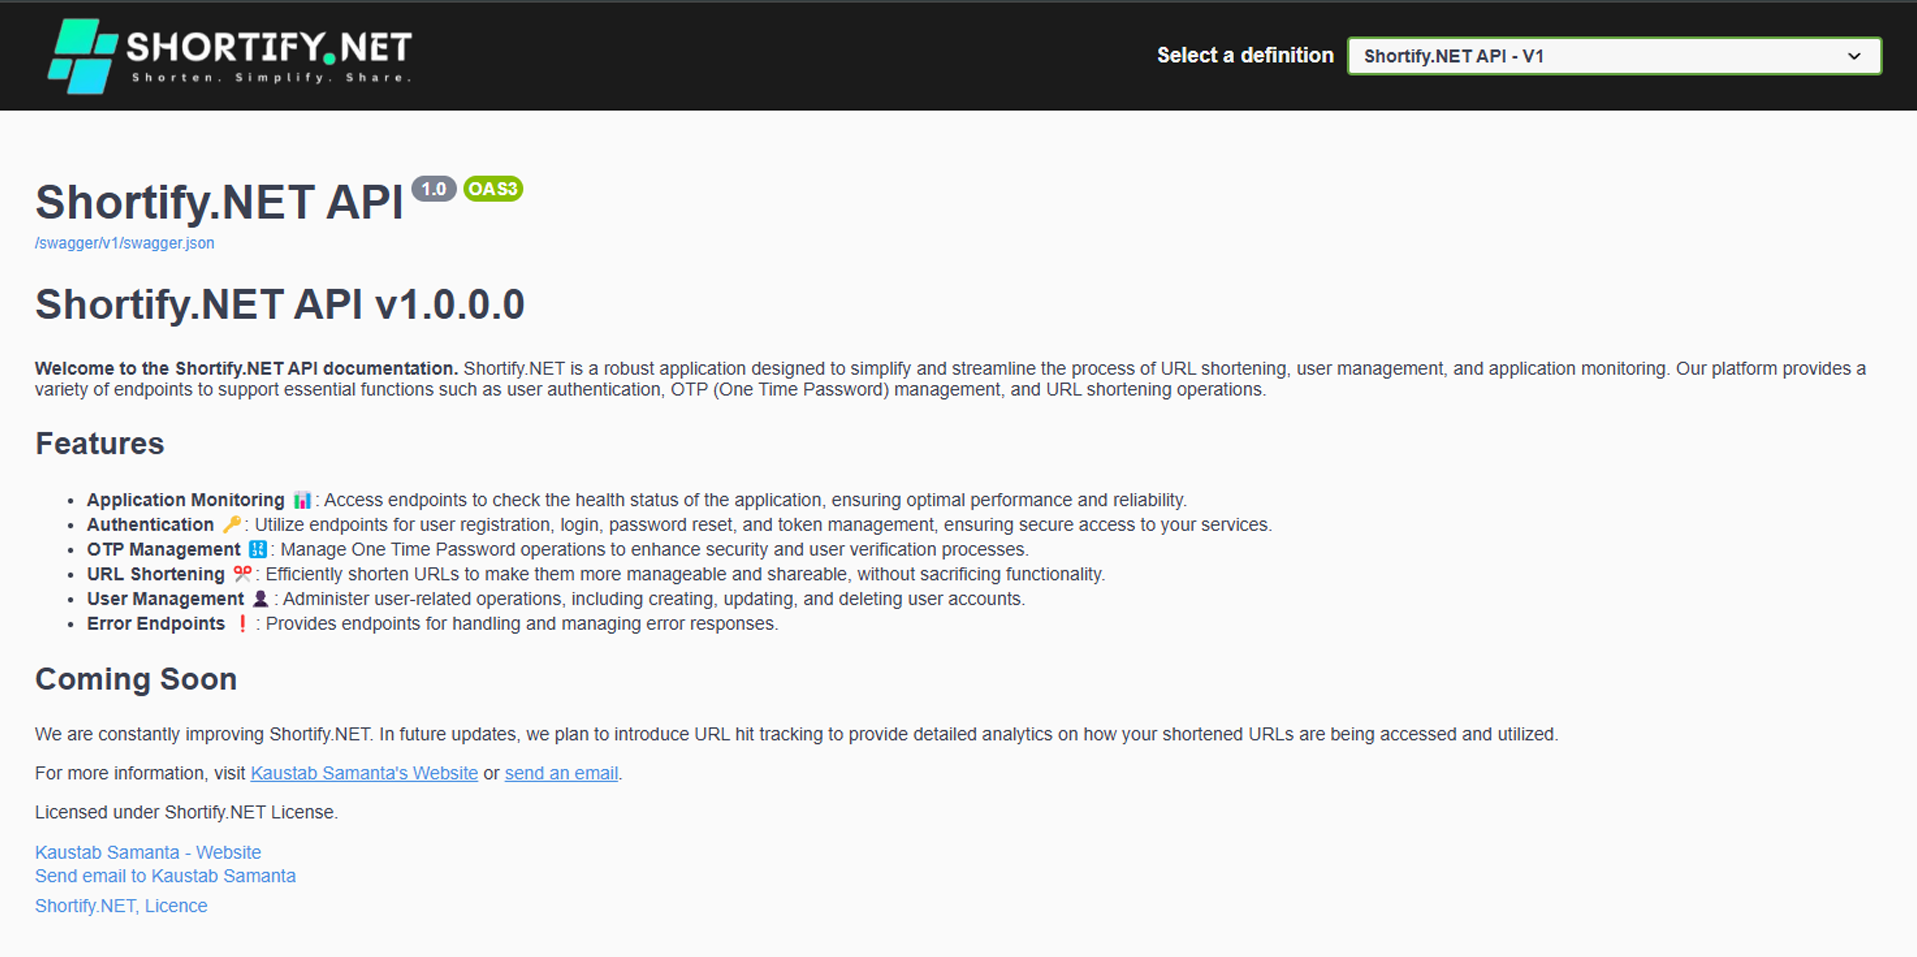 SHORTIFY.NET
Shorten. Simplify. Share.
Select a definition
Shortify.NET API - V1
Shortify.NET API 1.0 OAS3
/swagger/v1/swagger.json
Shortify.NET API v1.0.0.0
Welcome to the Shortify.NET API documentation. Shortify.NET is a robust application designed to simplify and streamline the process of URL shortening, user management, and application monitoring. Our platform provides a
variety of endpoints to support essential functions such as user authentication, OTP (One Time Password) management, and URL shortening operations.
Features
• Application Monitoring 📊: Access endpoints to check the health status of the application, ensuring optimal performance and reliability.
• Authentication 🔑: Utilize endpoints for user registration, login, password reset, and token management, ensuring secure access to your services.
• OTP Management 🔢: Manage One Time Password operations to enhance security and user verification processes.
• URL Shortening ✂️: Efficiently shorten URLs to make them more manageable and shareable, without sacrificing functionality.
• User Management 👤: Administer user-related operations, including creating, updating, and deleting user accounts.
• Error Endpoints ❗: Provides endpoints for handling and managing error responses.
Coming Soon
We are constantly improving Shortify.NET. In future updates, we plan to introduce URL hit tracking to provide detailed analytics on how your shortened URLs are being accessed and utilized.
For more information, visit Kaustab Samanta's Website or send an email.
Licensed under Shortify.NET License.
Kaustab Samanta - Website
Send email to Kaustab Samanta
Shortify.NET, Licence